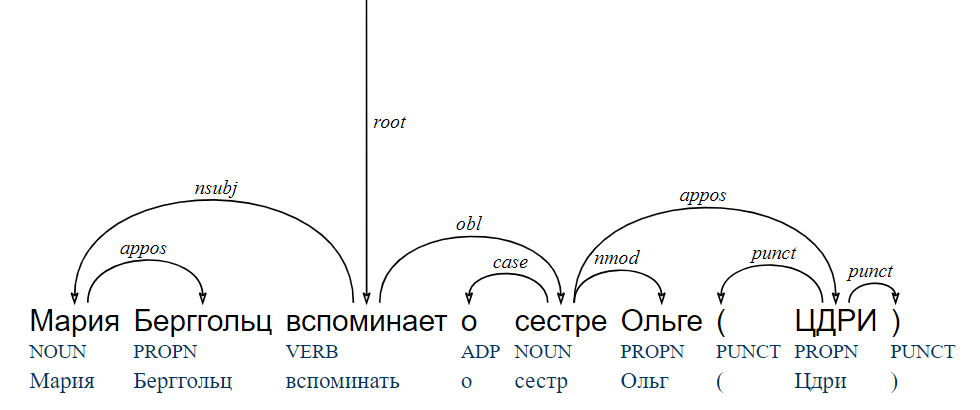 root
nsubj
appos
obl
appos
case
nmod
punct
punct
Мария Берггольц вспоминает о сестре Ольге ( ЦДРИ )
NOUN PROPN VERB ADP NOUN PROPN PUNCT PROPN PUNCT
Мария Берггольц вспоминать о сестр Ольг ( Цдри )